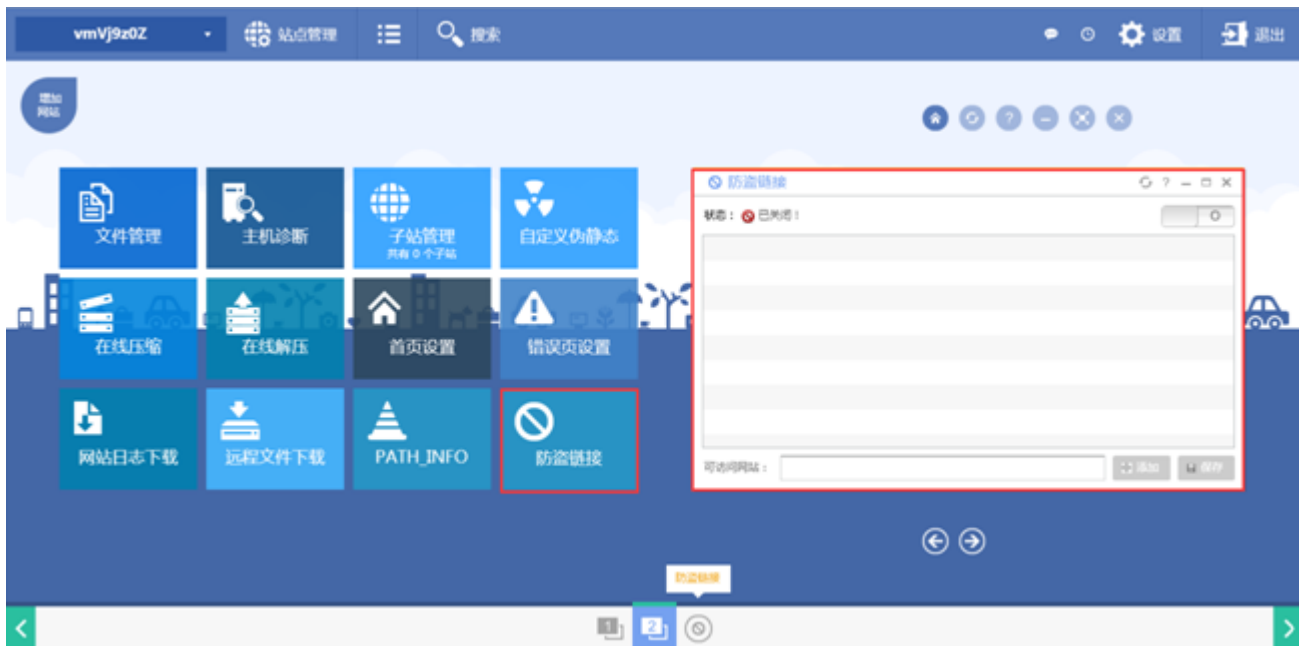 vmVj9z0Z
站点管理
搜索
设置
退出
增加
网站
文件管理
主机诊断
子站管理
共有 0 个子站
自定义伪静态
在线压缩
在线解压
首页设置
错误页设置
网站日志下载
远程文件下载
PATH_INFO
防盗链接
防盗链接
状态：已关闭！
可访问网站：
添加
保存
防盗链接
1
2